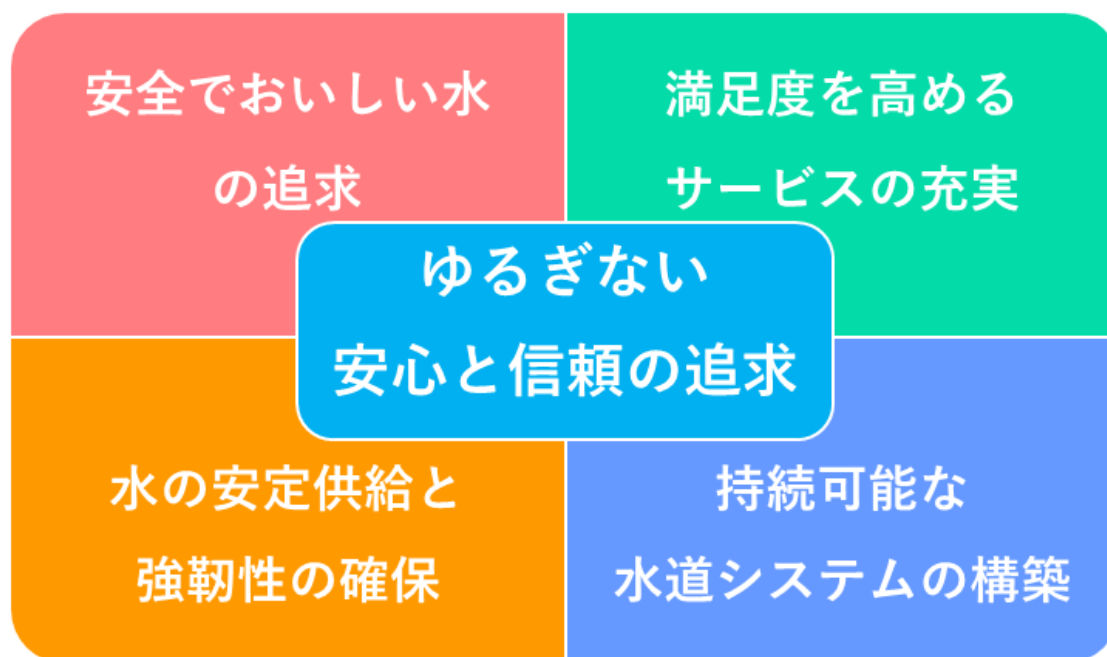 安全でおいしい水
の追求
満足度を高める
サービスの充実
ゆるぎない
安心と信頼の追求
水の安定供給と
強靭性の確保
持続可能な
水道システムの構築